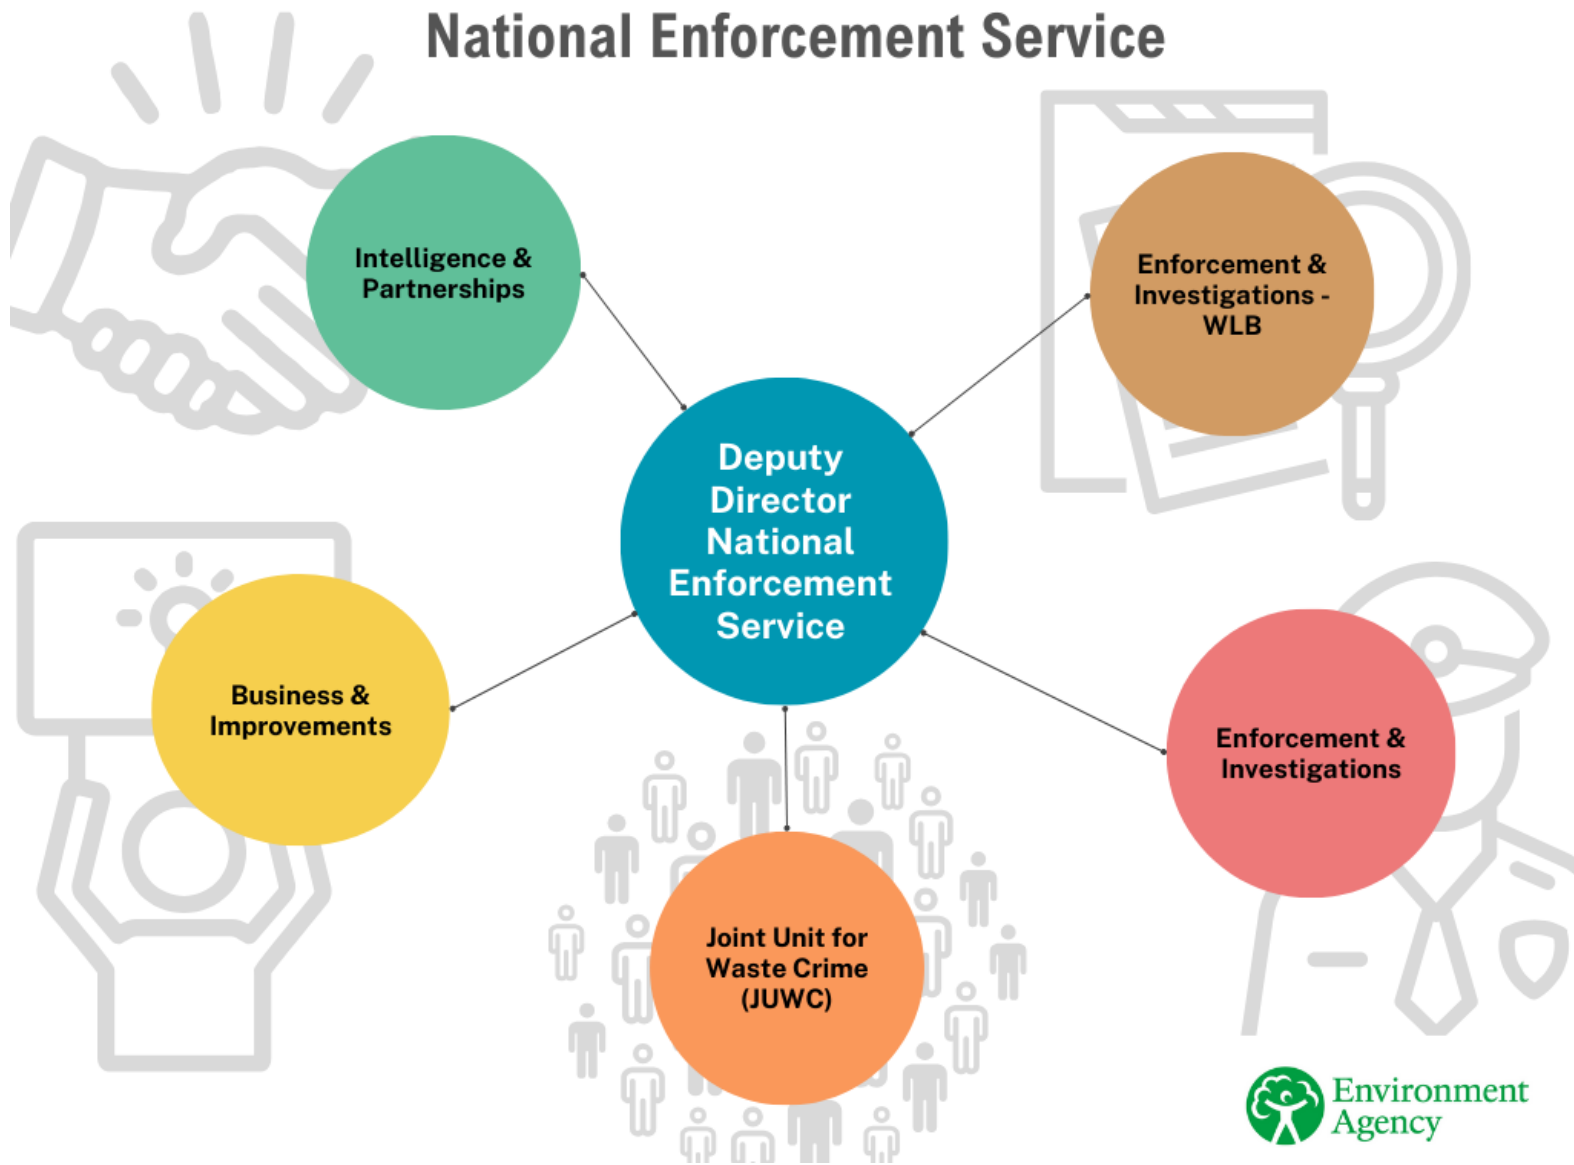 National Enforcement Service
Intelligence &
Partnerships
Enforcement &
Investigations -
WLB
Deputy
Director
National
Enforcement
Service
Business &
Improvements
Enforcement &
Investigations
Joint Unit for
Waste Crime
(JUWC)
Environment
Agency